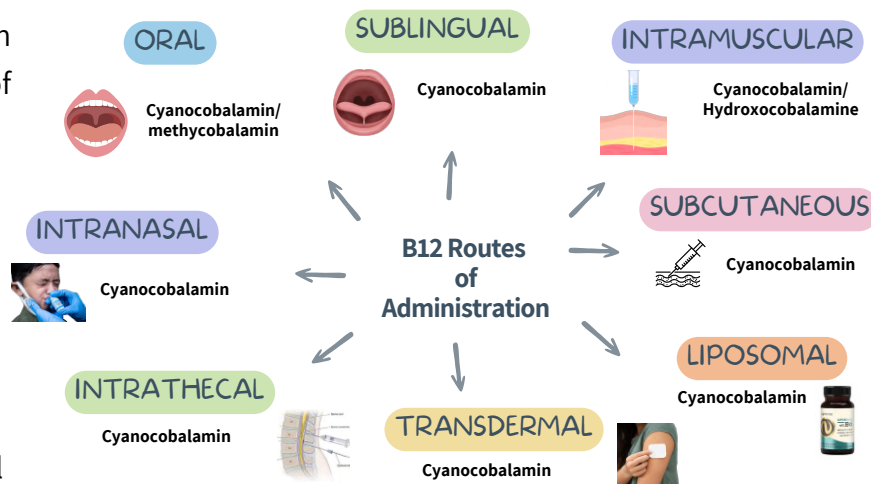 n
of
ORAL
Cyanocobalamin/
methycobalamin
SUBLINGUAL
Cyanocobalamin
INTRAMUSCULAR
Cyanocobalamin/
Hydroxocobalamine
INTRANASAL
Cyanocobalamin
B12 Routes
of
Administration
SUBCUTANEOUS
Cyanocobalamin
INTRATHECAL
Cyanocobalamin
TRANSDERMAL
Cyanocobalamin
LIPOSOMAL
Cyanocobalamin